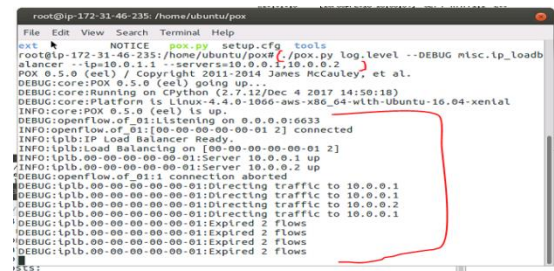 root@ip-172-31-46-235: /home/ubuntu/pox
File Edit View Search Terminal Help
ext NOTICE pox.py setup.cfg tools
root@ip-172-31-46-235:/home/ubuntu/pox# ./pox.py log.level --DEBUG misc.ip_loadb
alancer --ip=10.0.1.1 --servers=10.0.0.1,10.0.0.2
POX 0.5.0 (eel) / Copyright 2011-2014 James McCauley, et al.
DEBUG:core:POX 0.5.0 (eel) going up...
DEBUG:core:Running on CPython (2.7.12/Dec 4 2017 14:50:18)
DEBUG:core:Platform is Linux-4.4.0-1066-aws-x86_64-with-Ubuntu-16.04-xenial
INFO:core:POX 0.5.0 (eel) is up.
DEBUG:openflow.of_01:Listening on 0.0.0.0:6633
INFO:openflow.of_01:[00-00-00-00-00-01 2] connected
INFO:iplb:IP Load Balancer Ready.
INFO:iplb:Load Balancing on [00-00-00-00-00-01 2]
INFO:iplb.00-00-00-00-00-01:Server 10.0.0.1 up
INFO:iplb.00-00-00-00-00-01:Server 10.0.0.2 up
DEBUG:openflow.of_01:1 connection aborted
DEBUG:iplb.00-00-00-00-00-01:Directing traffic to 10.0.0.1
DEBUG:iplb.00-00-00-00-00-01:Directing traffic to 10.0.0.1
DEBUG:iplb.00-00-00-00-00-01:Directing traffic to 10.0.0.2
DEBUG:iplb.00-00-00-00-00-01:Directing traffic to 10.0.0.1
DEBUG:iplb.00-00-00-00-00-01:Expired 2 flows
DEBUG:iplb.00-00-00-00-00-01:Expired 2 flows
DEBUG:iplb.00-00-00-00-00-01:Expired 2 flows
DEBUG:iplb.00-00-00-00-00-01:Expired 2 flows
sts: